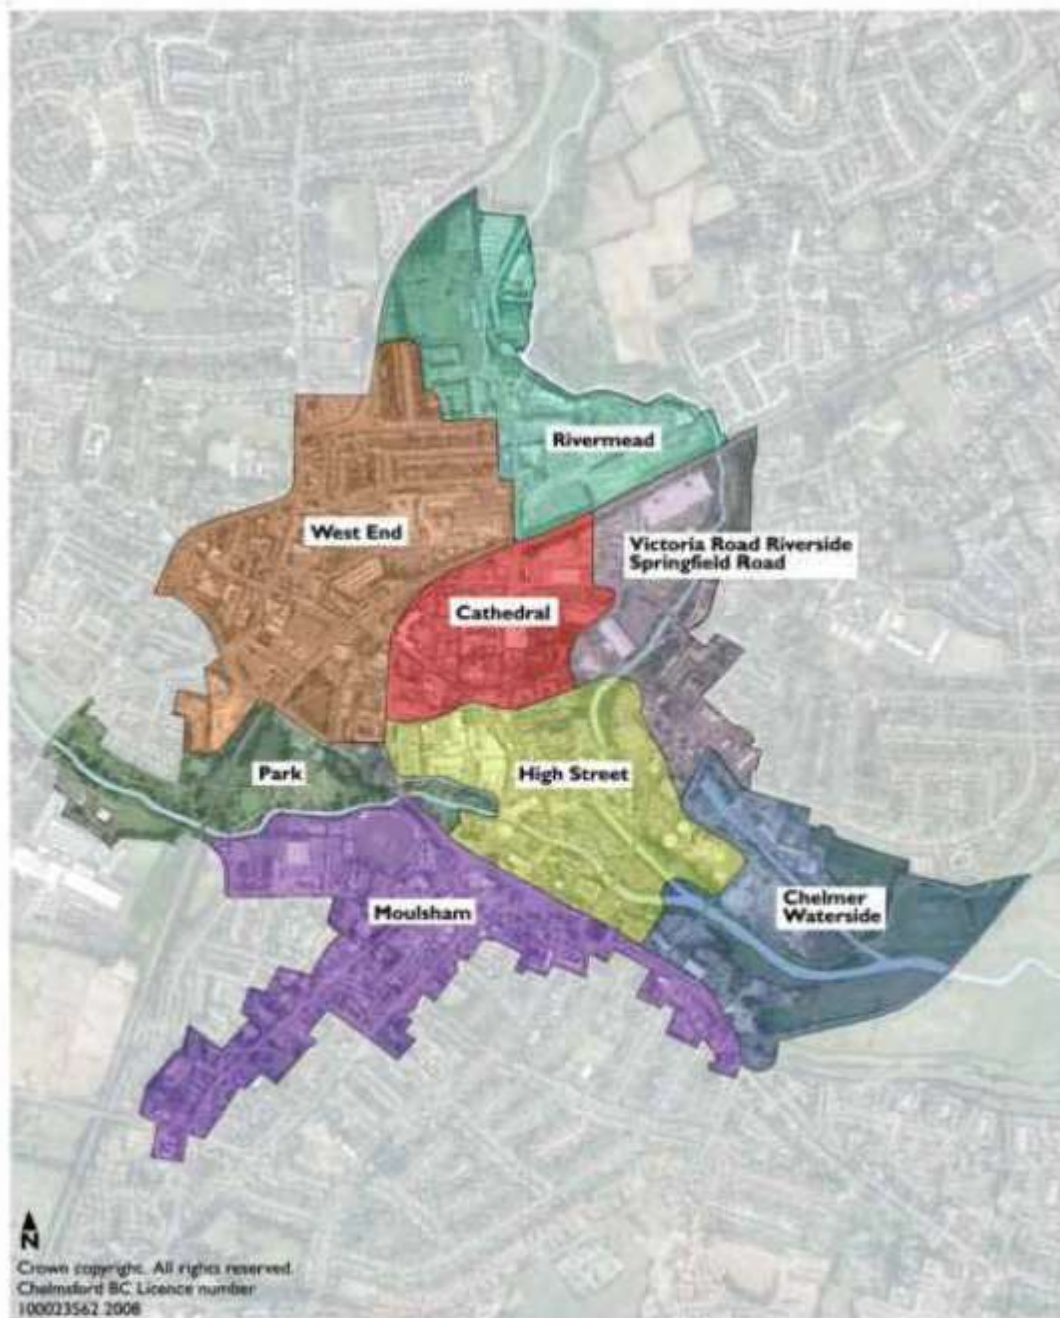 Rivermead
West End
Victoria Road Riverside
Springfield Road
Cathedral
Park
High Street
Chelmer
Waterside
Moulsham
N
Crown copyright. All rights reserved.
Chelmsford BC Licence number
100023562 2008